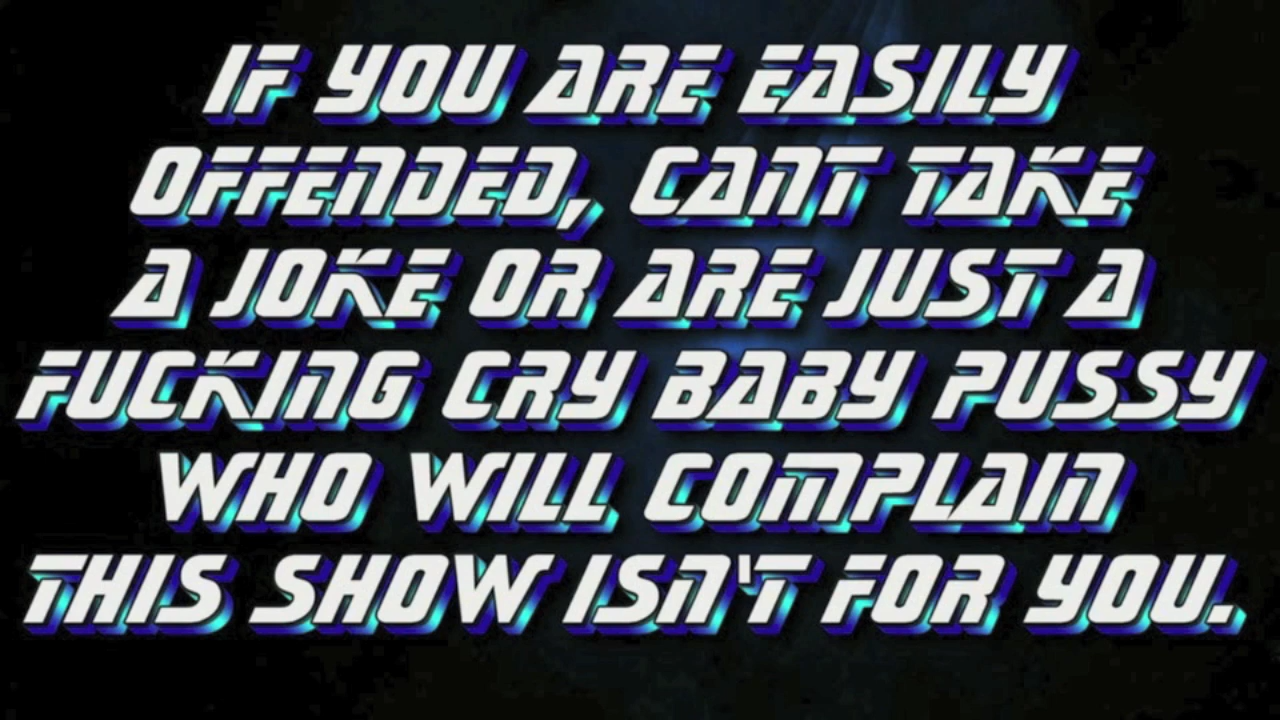 IF YOU ARE EASILY
OFFENDED, CANT TAKE
A JOKE OR ARE JUST A
FUCKING CRY BABY PUSSY
WHO WILL COMPLAIN
THIS SHOW ISN'T FOR YOU.